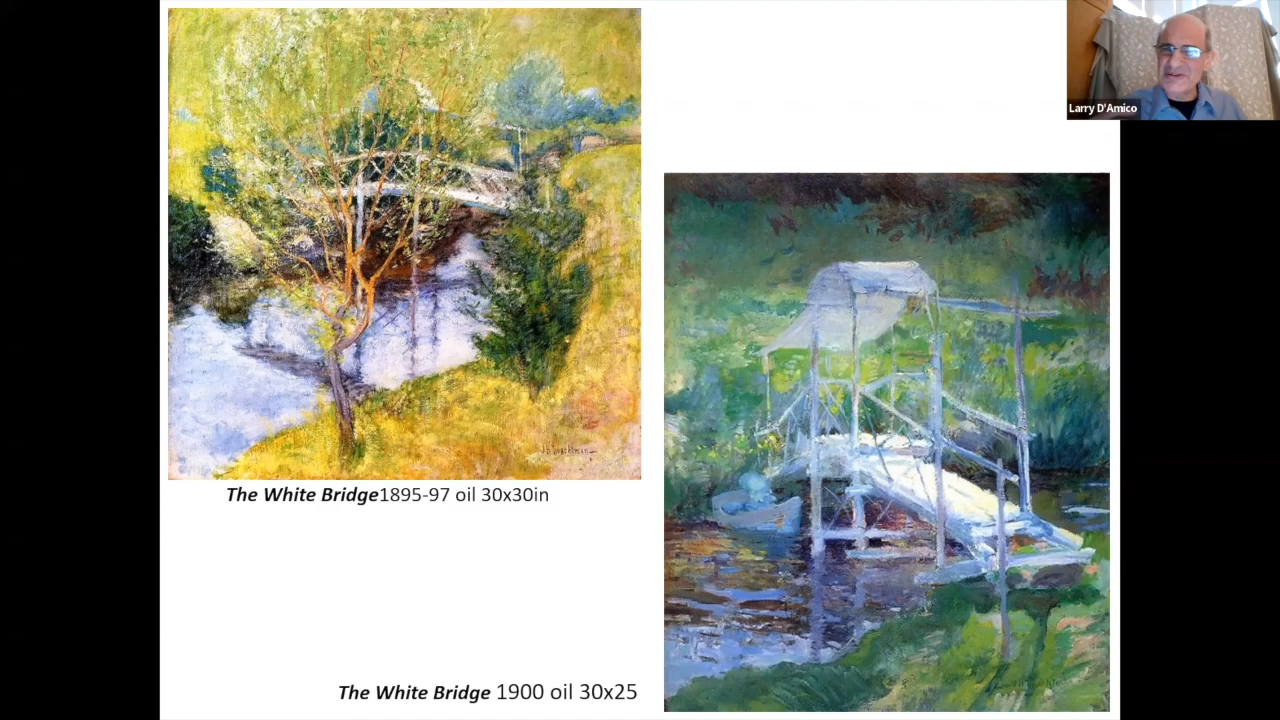 Larry D'Amico
The White Bridge1895-97 oil 30x30in
The White Bridge 1900 oil 30x25